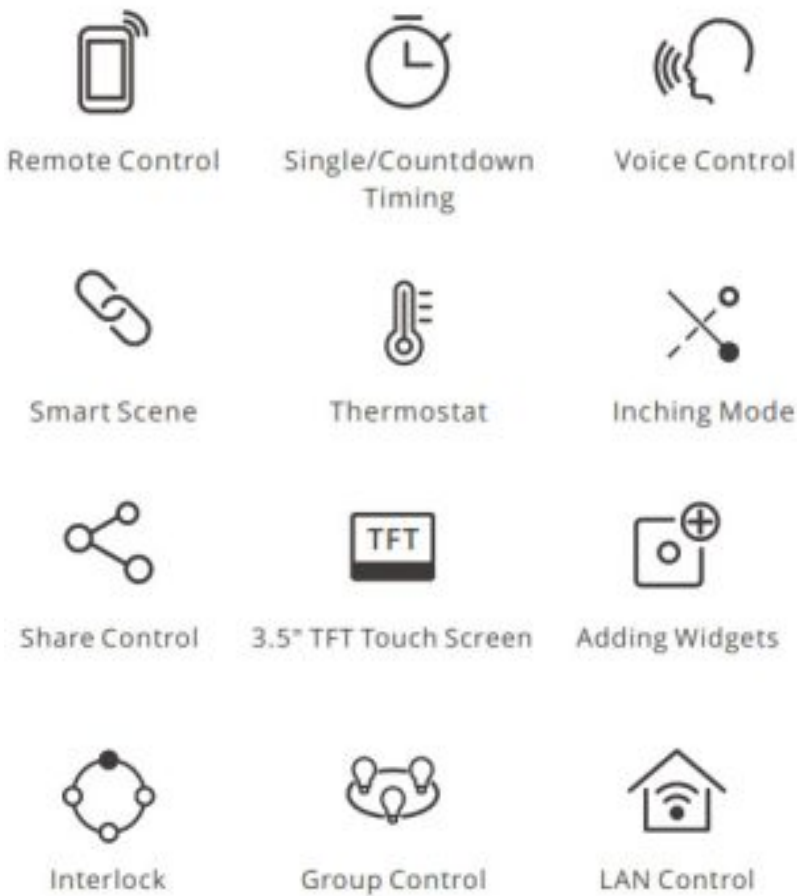 Remote Control
Single/Countdown
Timing
Voice Control
Smart Scene
Thermostat
Inching Mode
TFT
Share Control
3.5" TFT Touch Screen
Adding Widgets
Interlock
Group Control
LAN Control